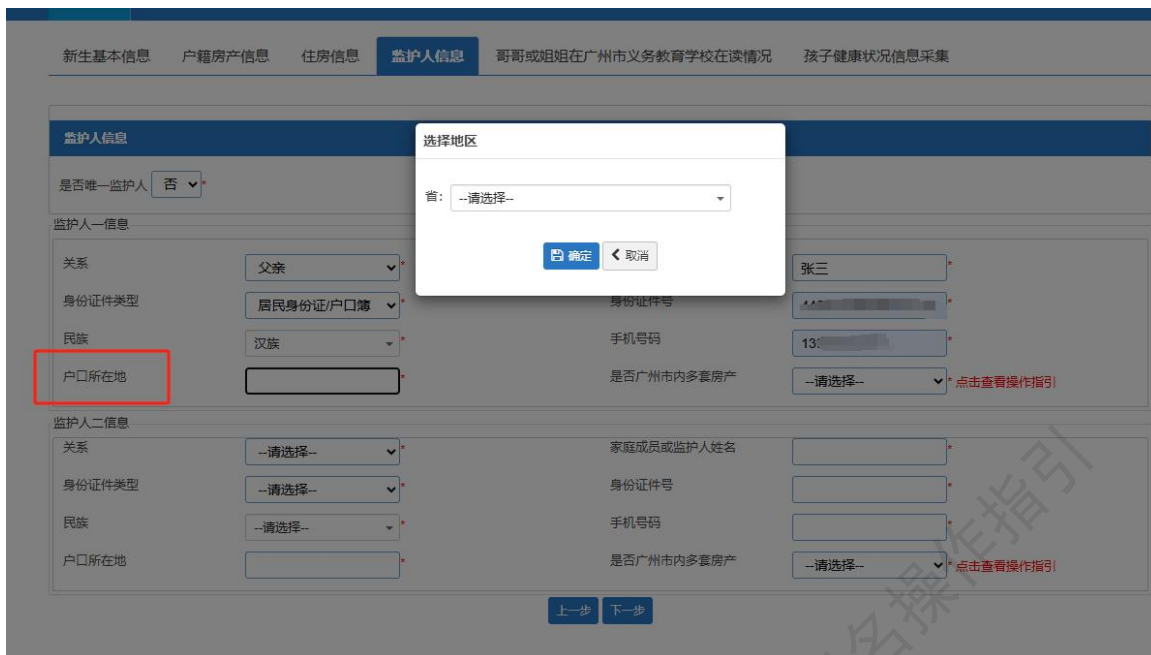 新生基本信息 户籍房产信息 住房信息 监护人信息 哥哥或姐姐在广州市义务教育学校在读情况 孩子健康状况信息采集
监护人信息
选择地区
是否唯一监护人 否 *
省: --请选择--
确定 取消
监护人一信息
关系 父亲 * 张三 *
身份证件类型 居民身份证/户口簿 * 身份证件号 *
民族 汉族 * 手机号码 *
户口所在地 * 是否广州市内多套房产 --请选择-- * 点击查看操作指引
监护人二信息
关系 --请选择-- * 家庭成员或监护人姓名 *
身份证件类型 --请选择-- * 身份证件号 *
民族 --请选择-- * 手机号码 *
户口所在地 * 是否广州市内多套房产 --请选择-- * 点击查看操作指引
上一步 下一步
名操作指引